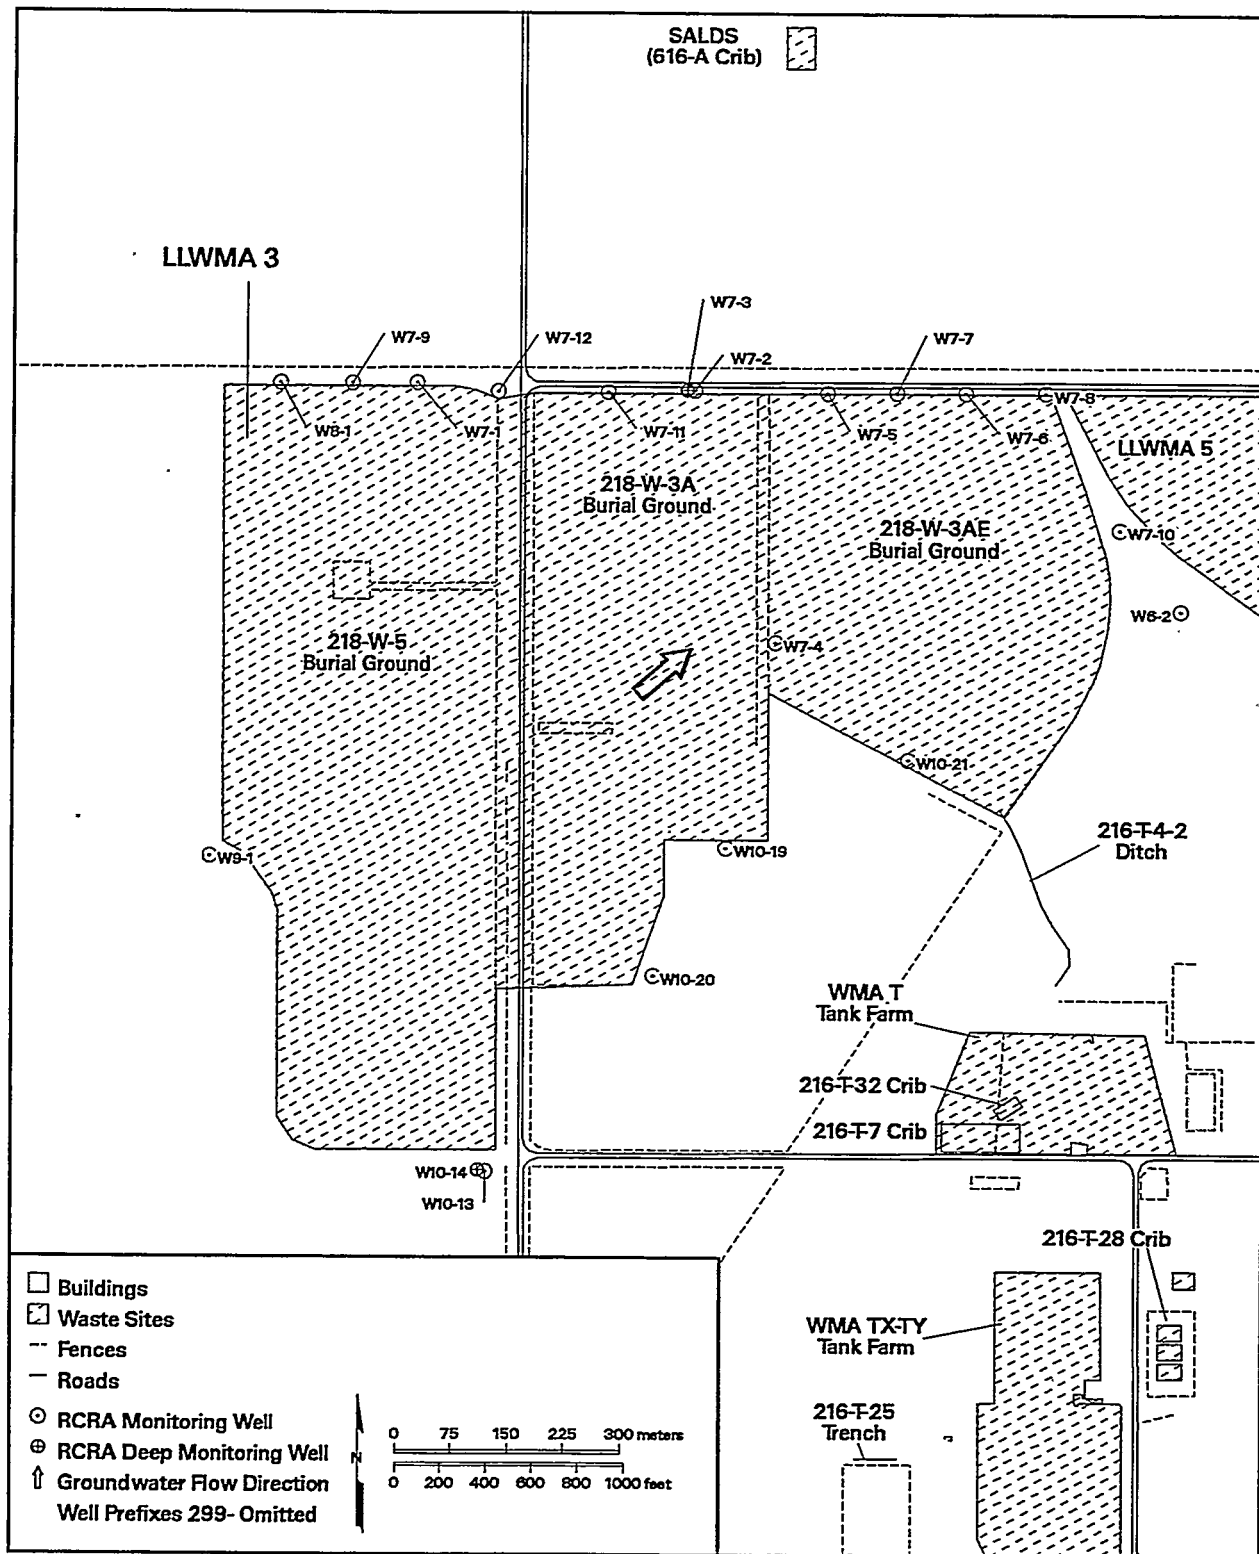 SALDS
(616-A Crib)
LLWMA 3
W7-3
W7-9
W7-12
W7-2
W7-7
W8-1
W7-1
W7-11
W7-5
W7-6
W7-8
LLWMA 5
218-W-3A
Burial Ground
218-W-3AE
Burial Ground
W7-10
W6-2
218-W-5
Burial Ground
W7-4
W10-21
216-T-4-2
Ditch
W9-1
W10-19
W10-20
WMA T
Tank Farm
216-T-32 Crib
216-T-7 Crib
W10-14
W10-13
216-T-28 Crib
WMA TX-TY
Tank Farm
216-T-25
Trench
Buildings
Waste Sites
Fences
Roads
RCRA Monitoring Well
RCRA Deep Monitoring Well
Groundwater Flow Direction
Well Prefixes 299- Omitted
N
0 75 150 225 300 meters
0 200 400 600 800 1000 feet